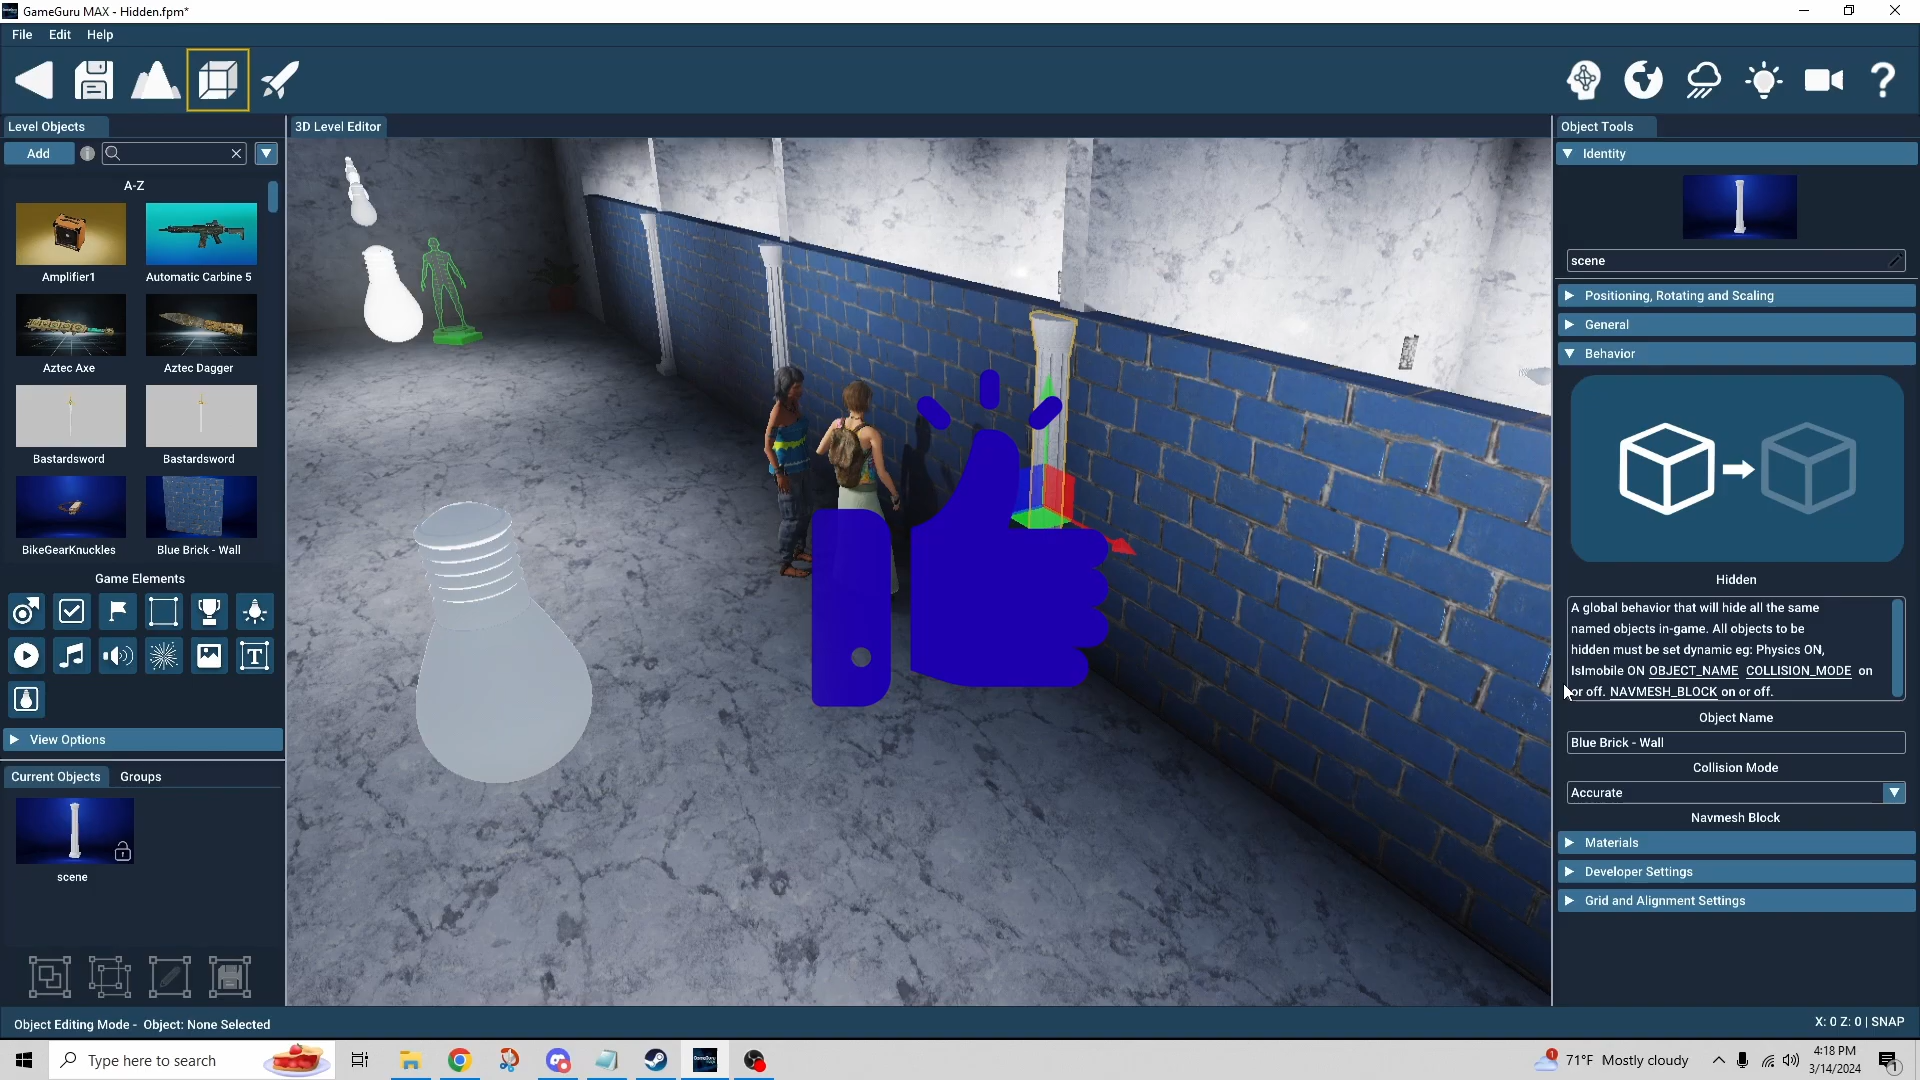 GameGuru MAX - Hidden.fpm*
File Edit Help
Level Objects
Add
A-Z
Amplifier1
Automatic Carbine 5
Aztec Axe
Aztec Dagger
Bastardsword
Bastardsword
BikeGearKnuckles
Blue Brick - Wall
Game Elements
View Options
Current Objects
Groups
scene
3D Level Editor
Object Tools
Identity
scene
Positioning, Rotating and Scaling
General
Behavior
Hidden
A global behavior that will hide all the same
named objects in-game. All objects to be
hidden must be set dynamic eg: Physics ON,
IsImobile ON OBJECT_NAME COLLISION_MODE on
or off. NAVMESH_BLOCK on or off.
Object Name
Blue Brick - Wall
Collision Mode
Accurate
Navmesh Block
Materials
Developer Settings
Grid and Alignment Settings
Object Editing Mode - Object: None Selected
X: 0 Z: 0 | SNAP
Type here to search
71°F Mostly cloudy
4:18 PM
3/14/2024